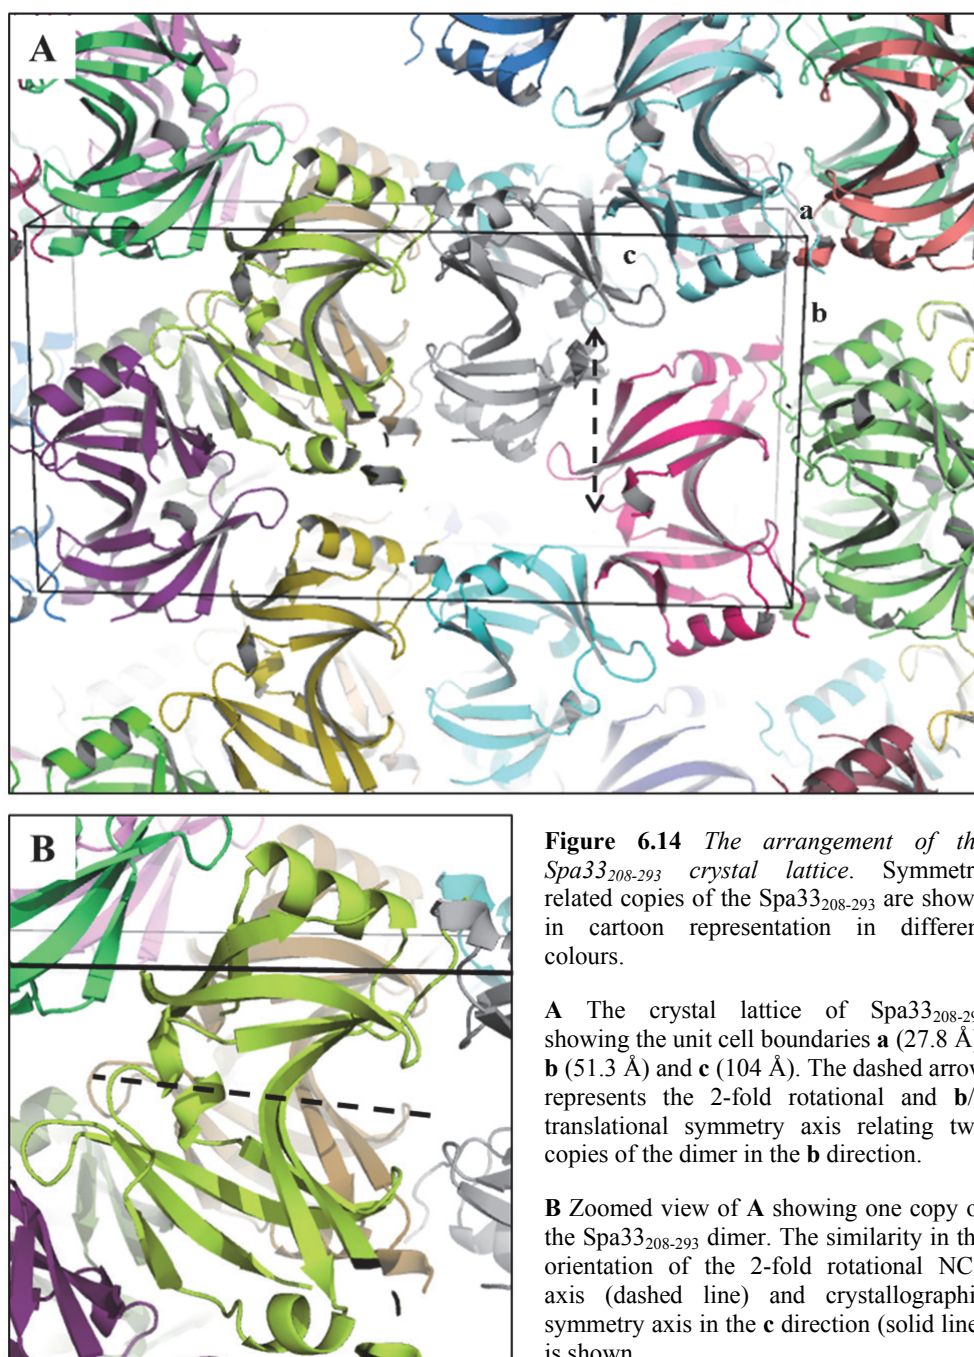 A
a
c
b
B
Figure 6.14 The arrangement of th
Spa33208-293 crystal lattice. Symmetr
related copies of the Spa33208-293 are show
in cartoon representation in differen
colours.
A The crystal lattice of Spa33208-29
showing the unit cell boundaries a (27.8 Å)
b (51.3 Å) and c (104 Å). The dashed arrow
represents the 2-fold rotational and b/
translational symmetry axis relating tw
copies of the dimer in the b direction.
B Zoomed view of A showing one copy o
the Spa33208-293 dimer. The similarity in th
orientation of the 2-fold rotational NC
axis (dashed line) and crystallographi
symmetry axis in the c direction (solid line
is shown